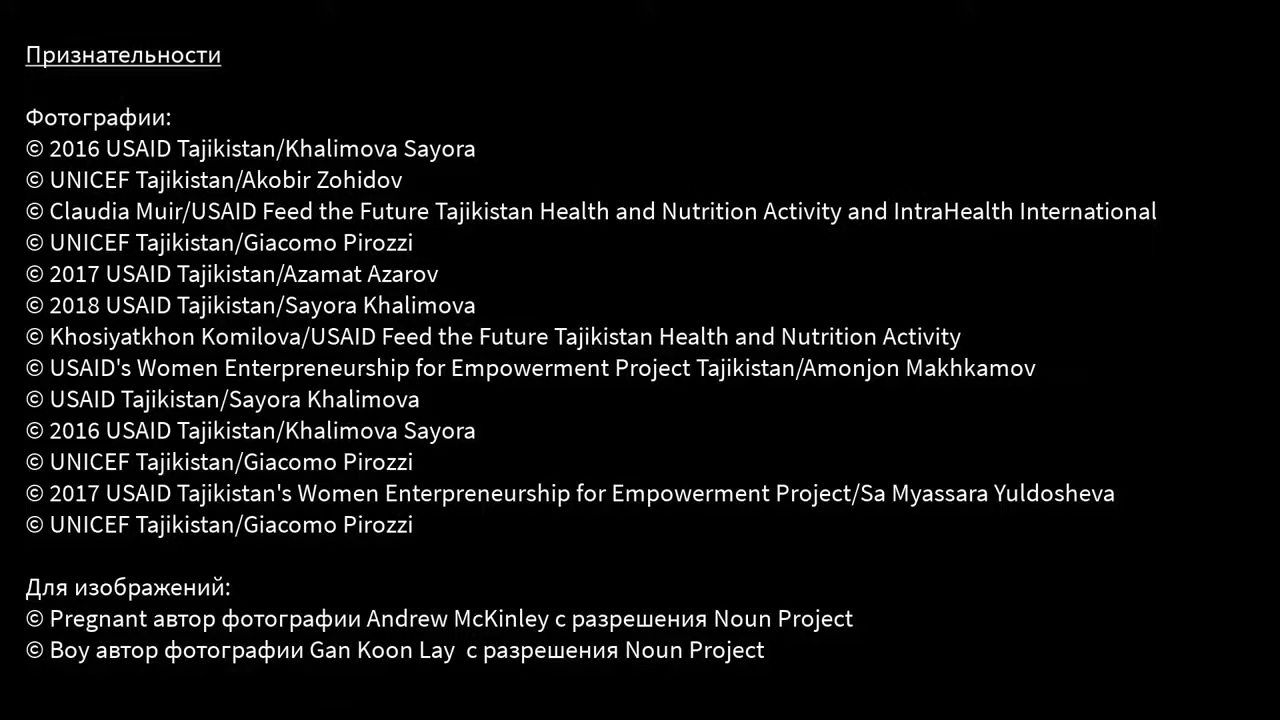 Признательности
Фотографии:
© 2016 USAID Tajikistan/Khalimova Sayora
© UNICEF Tajikistan/Akobir Zohidov
© Claudia Muir/USAID Feed the Future Tajikistan Health and Nutrition Activity and IntraHealth International
© UNICEF Tajikistan/Giacomo Pirozzi
© 2017 USAID Tajikistan/Azamat Azarov
© 2018 USAID Tajikistan/Sayora Khalimova
© Khosiyatkhon Komilova/USAID Feed the Future Tajikistan Health and Nutrition Activity
© USAID's Women Enterpreneurship for Empowerment Project Tajikistan/Amonjon Makhkamov
© USAID Tajikistan/Sayora Khalimova
© 2016 USAID Tajikistan/Khalimova Sayora
© UNICEF Tajikistan/Giacomo Pirozzi
© 2017 USAID Tajikistan's Women Enterpreneurship for Empowerment Project/Sa Myassara Yuldosheva
© UNICEF Tajikistan/Giacomo Pirozzi
Для изображений:
© Pregnant автор фотографии Andrew McKinley с разрешения Noun Project
© Boy автор фотографии Gan Koon Lay  с разрешения Noun Project